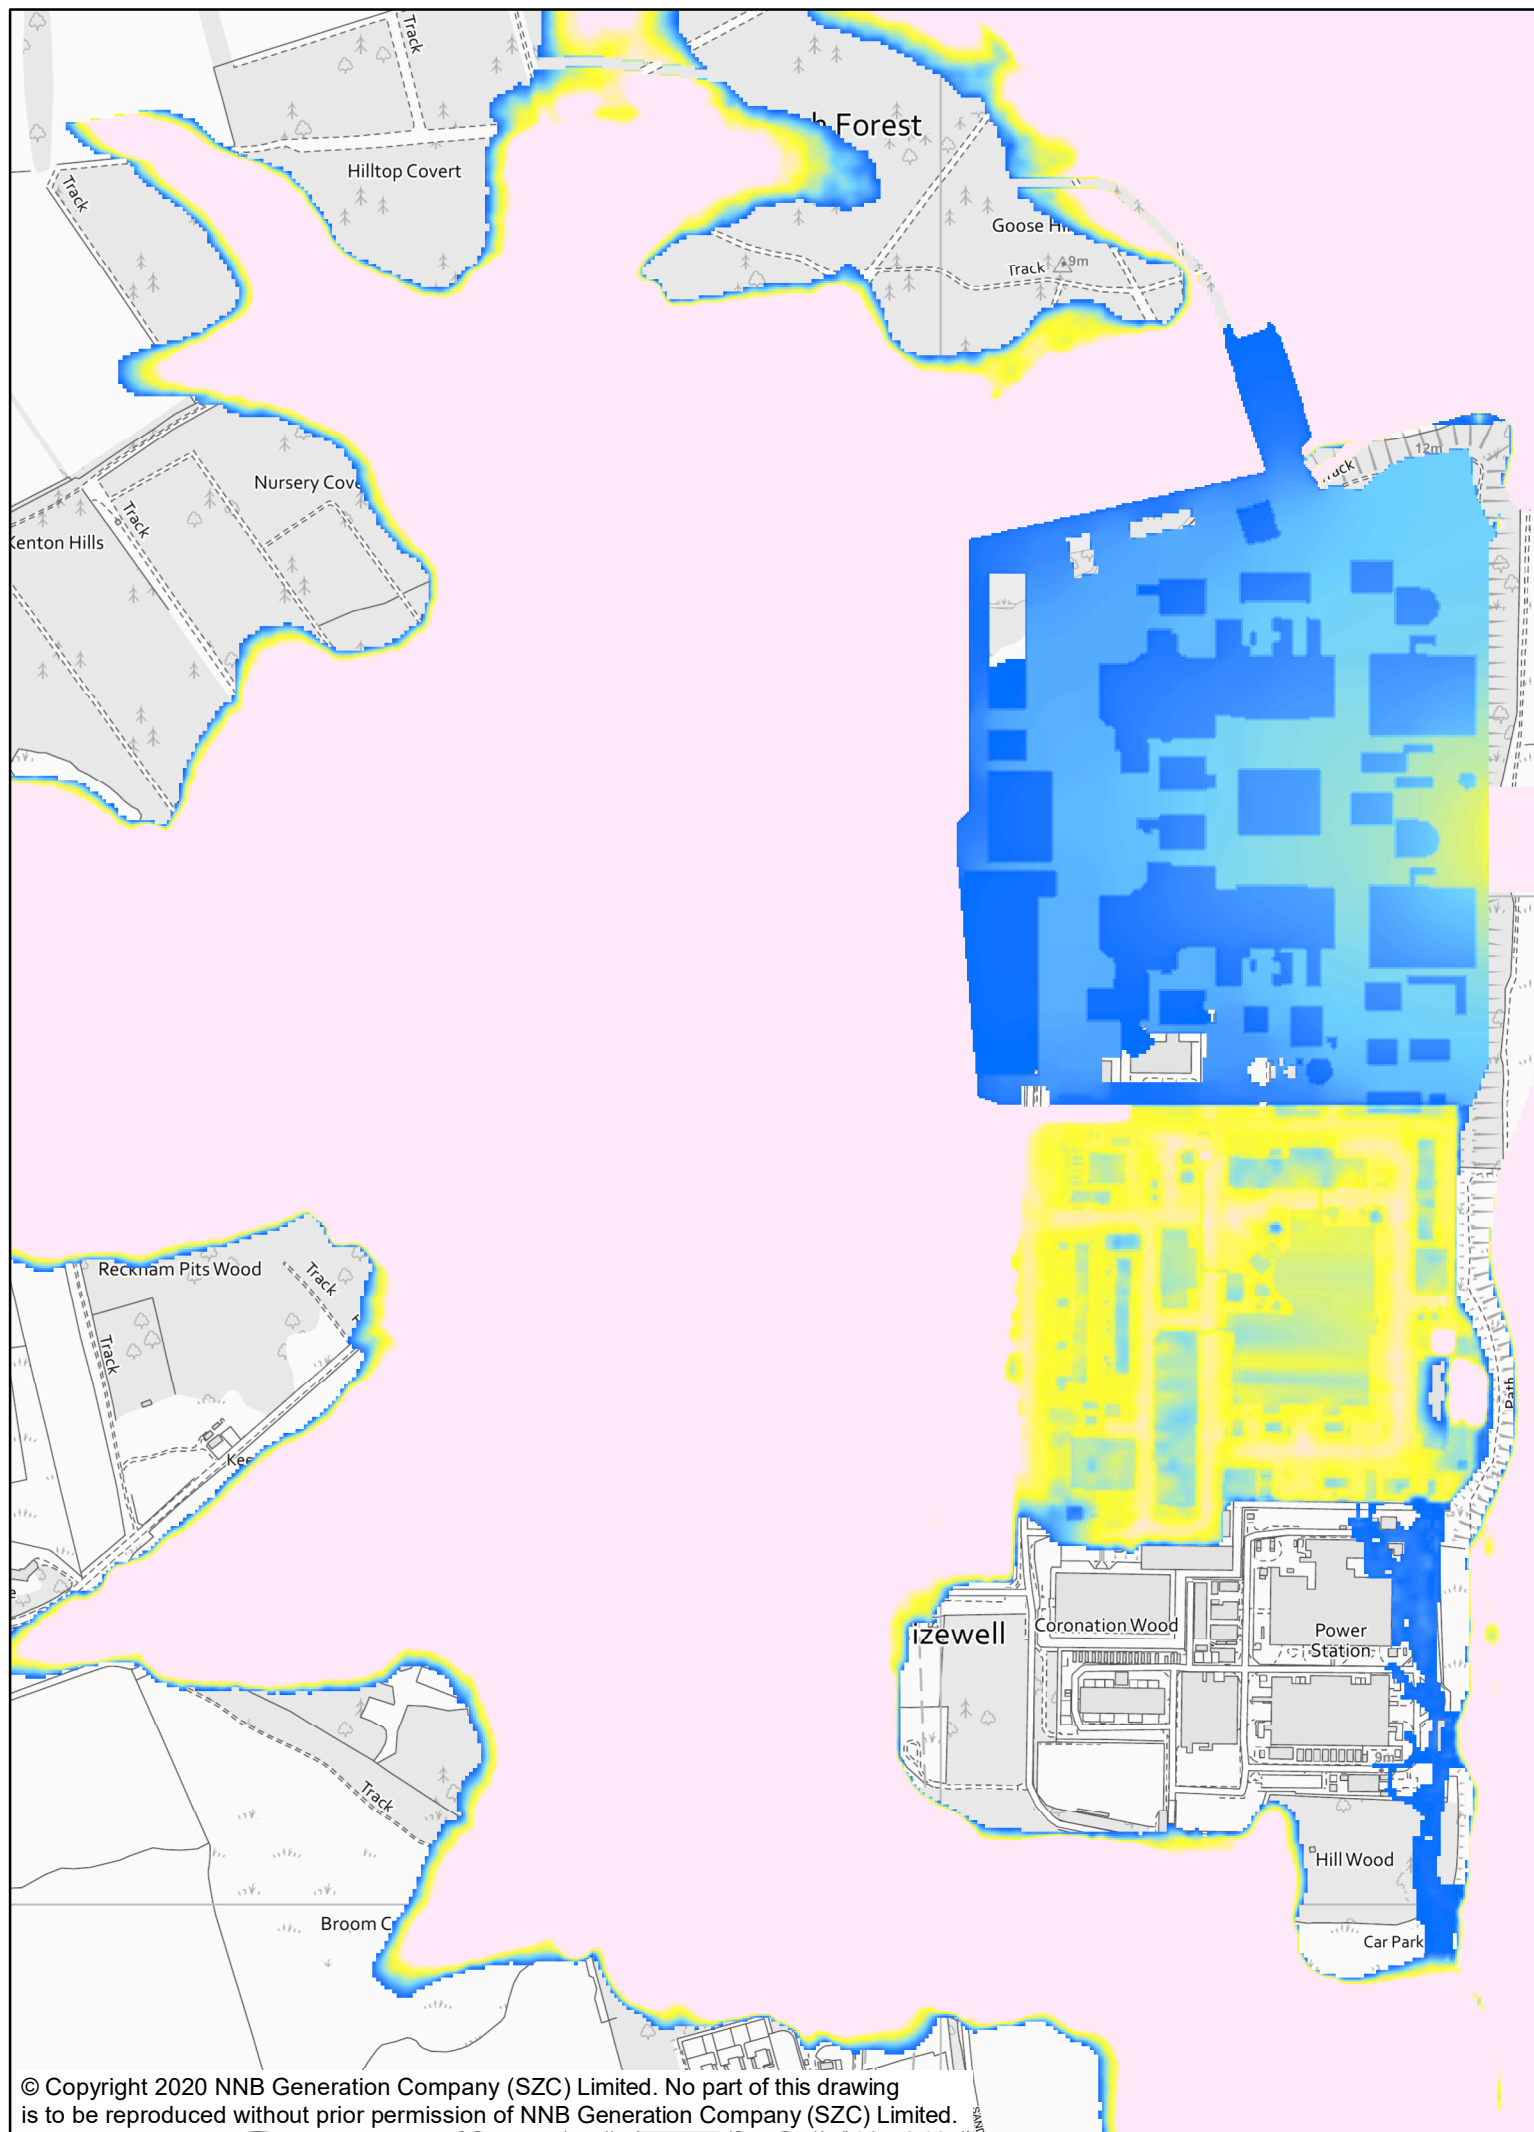 Track
h Forest
Hilltop Covert
Track
Goose Hi
Track
9m
12m
Nursery Cove
Track
Kenton Hills
Reckham Pits Wood
Track
Track
Path
Kee
izewell
Coronation Wood
Power
Station
9m
Track
Hill Wood
Broom C
Car Park
© Copyright 2020 NNB Generation Company (SZC) Limited. No part of this drawing
is to be reproduced without prior permission of NNB Generation Company (SZC) Limited.